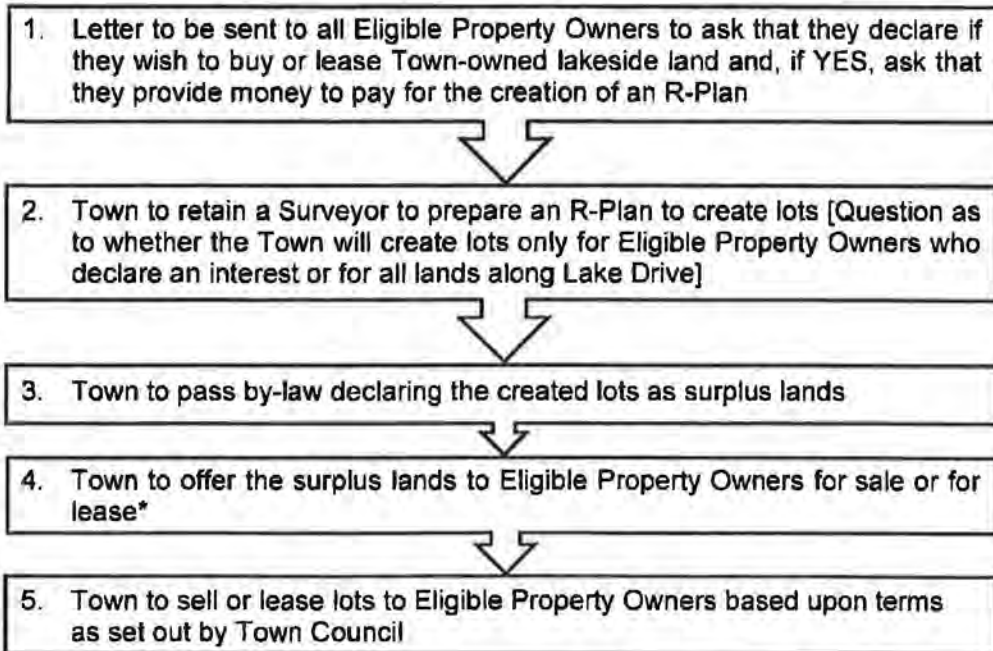 1. Letter to be sent to all Eligible Property Owners to ask that they declare if
they wish to buy or lease Town-owned lakeside land and, if YES, ask that
they provide money to pay for the creation of an R-Plan
2. Town to retain a Surveyor to prepare an R-Plan to create lots [Question as
to whether the Town will create lots only for Eligible Property Owners who
declare an interest or for all lands along Lake Drive]
3. Town to pass by-law declaring the created lots as surplus lands
4. Town to offer the surplus lands to Eligible Property Owners for sale or for
lease*
5. Town to sell or lease lots to Eligible Property Owners based upon terms
as set out by Town Council